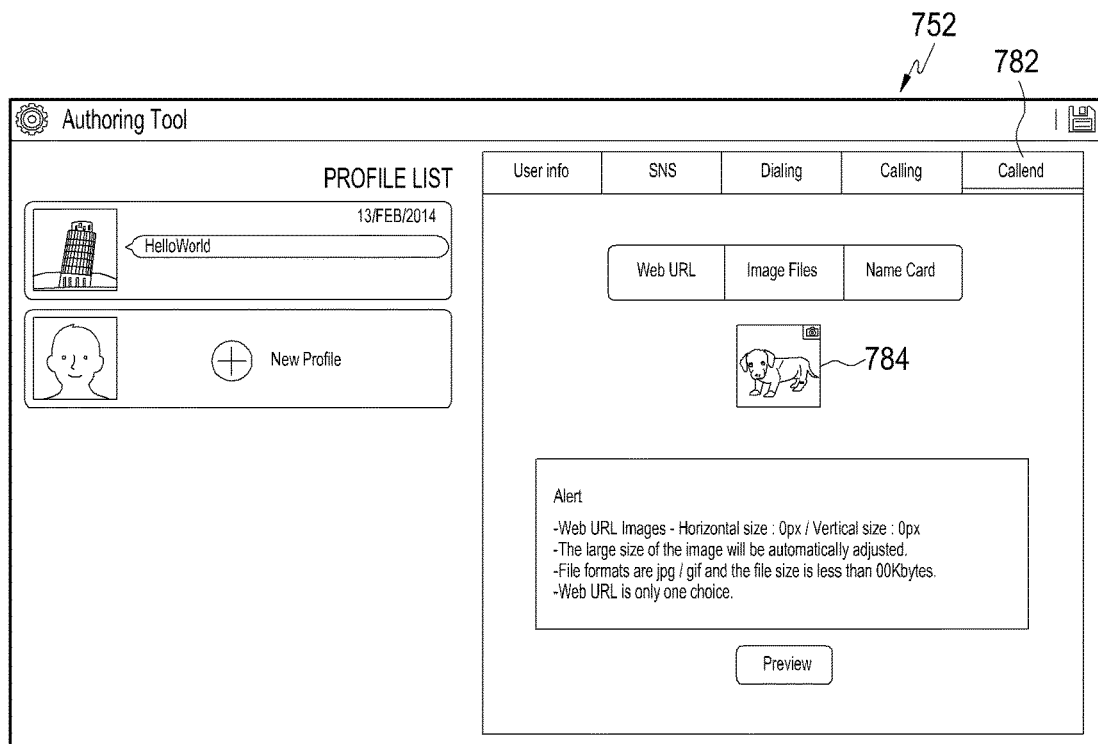 752
782
Authoring Tool
PROFILE LIST
13/FEB/2014
HelloWorld
New Profile
User info
SNS
Dialing
Calling
Callend
Web URL
Image Files
Name Card
784
Alert
-Web URL Images - Horizontal size : 0px / Vertical size : 0px
-The large size of the image will be automatically adjusted.
-File formats are jpg / gif and the file size is less than 00Kbytes.
-Web URL is only one choice.
Preview